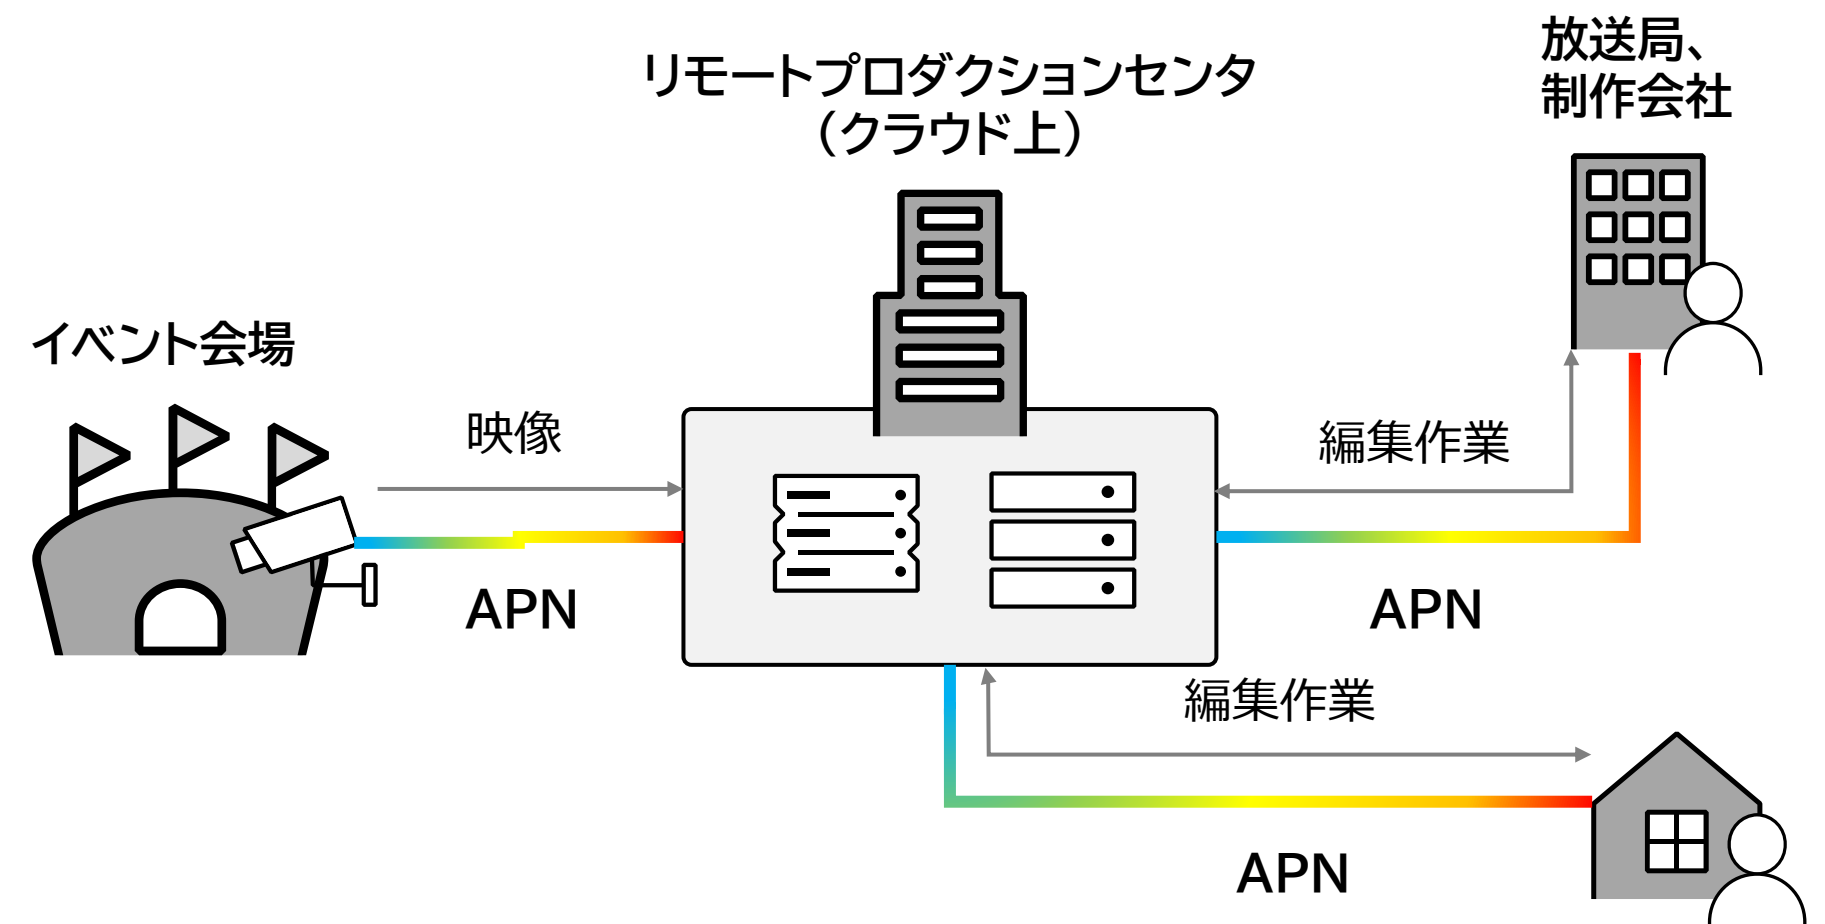 リモートプロダクションセンタ
（クラウド上）
放送局、
制作会社
イベント会場
映像
APN
編集作業
APN
編集作業
APN